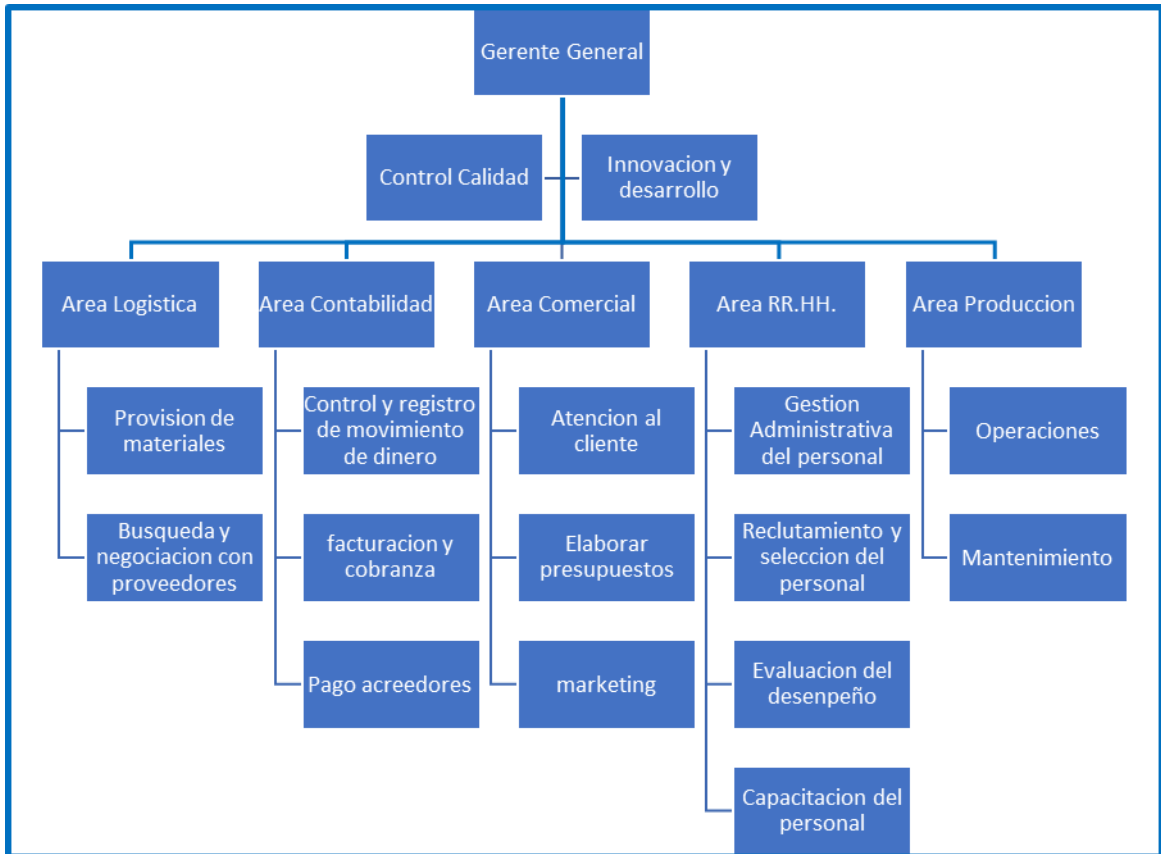 Gerente General
Control Calidad
Innovacion y
desarrollo
Area Logistica
Area Contabilidad
Area Comercial
Area RR.HH.
Area Produccion
Provision de
materiales
Busqueda y
negociacion con
proveedores
Control y registro
de movimiento
de dinero
facturacion y
cobranza
Pago acreedores
Atencion al
cliente
Elaborar
presupuestos
marketing
Gestion
Administrativa
del personal
Reclutamiento y
seleccion del
personal
Evaluacion del
desenpeño
Capacitacion del
personal
Operaciones
Mantenimiento